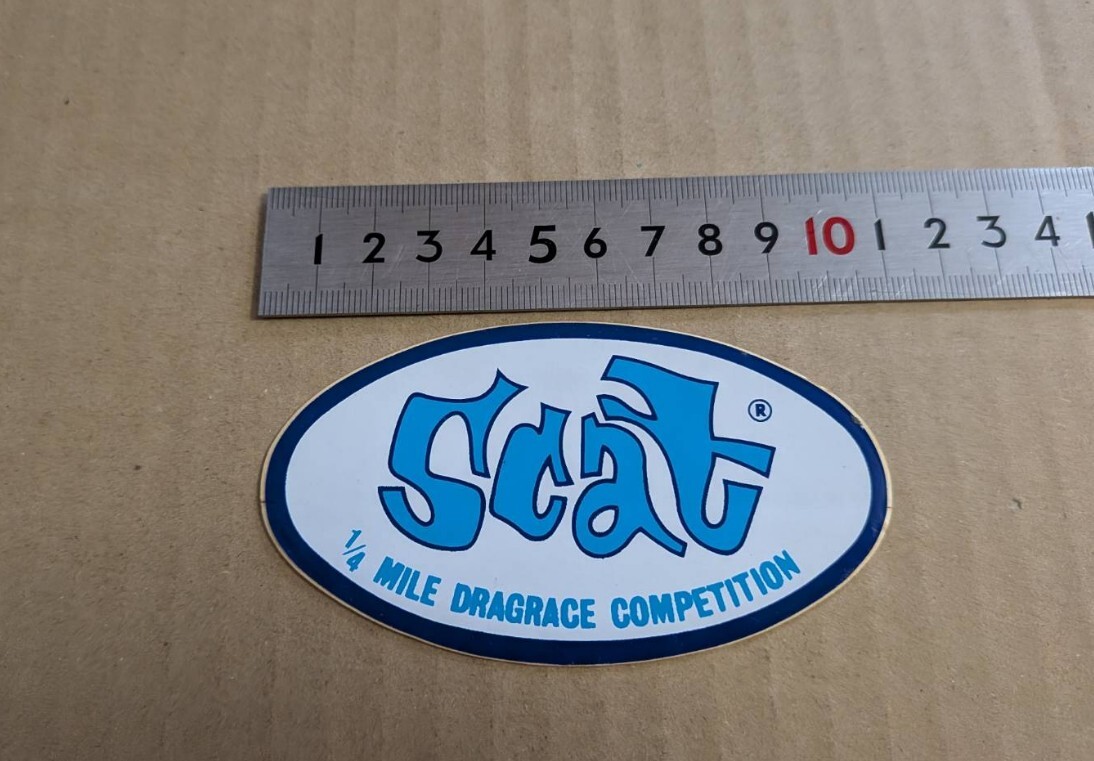 1 2 3 4 5 6 7 8 9 10 1 2 3 4
Scat ®
1/4 MILE DRAGRACE COMPETITION